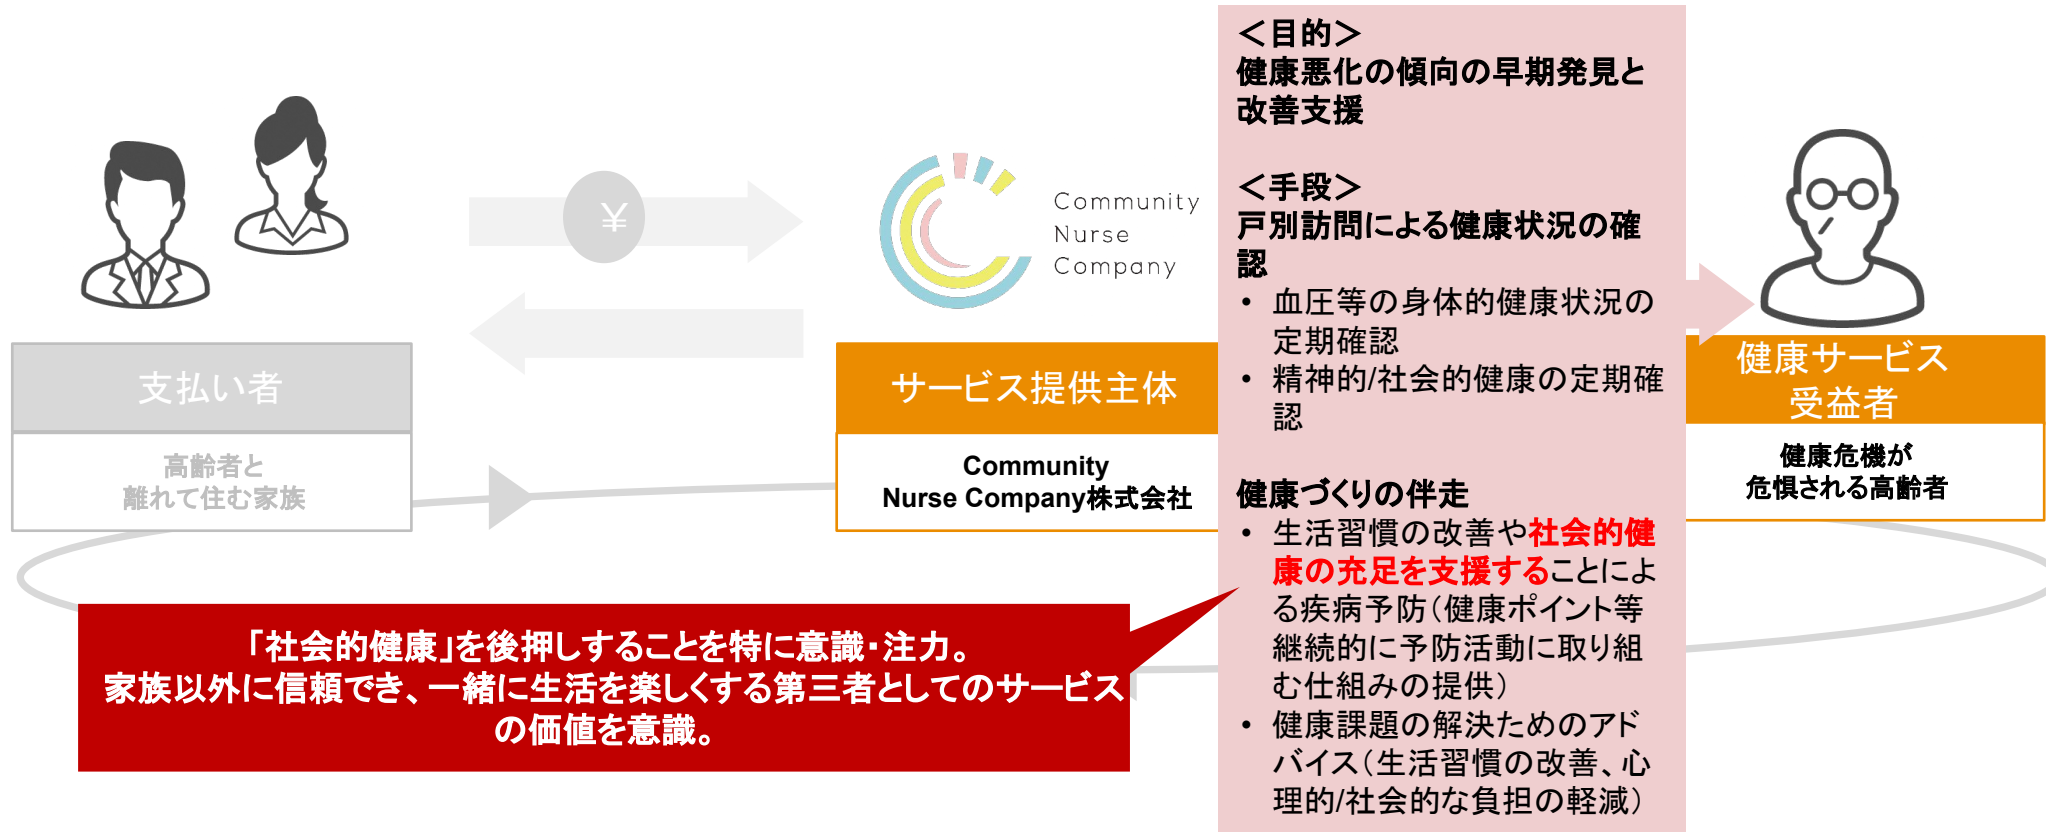 ¥
Community
Nurse
Company
支払い者
高齢者と
離れて住む家族
サービス提供主体
Community
Nurse Company株式会社
＜目的＞
健康悪化の傾向の早期発見と
改善支援
＜手段＞
戸別訪問による健康状況の確
認
• 血圧等の身体的健康状況の
定期確認
• 精神的/社会的健康の定期確
認
健康づくりの伴走
• 生活習慣の改善や社会的健
康の充足を支援することによ
る疾病予防（健康ポイント等
継続的に予防活動に取り組
む仕組みの提供）
• 健康課題の解決ためのアド
バイス（生活習慣の改善、心
理的/社会的な負担の軽減）
健康サービス
受益者
健康危機が
危惧される高齢者
「社会的健康」を後押しすることを特に意識・注力。
家族以外に信頼でき、一緒に生活を楽しくする第三者としてのサービス
の価値を意識。